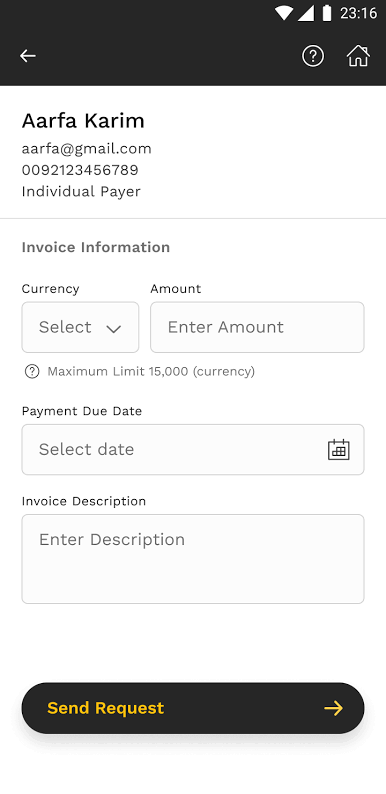 23:16
Aarfa Karim
aarfa@gmail.com
0092123456789
Individual Payer
Invoice Information
Currency Amount
Select Enter Amount
Maximum Limit 15,000 (currency)
Payment Due Date
Select date
Invoice Description
Enter Description
Send Request